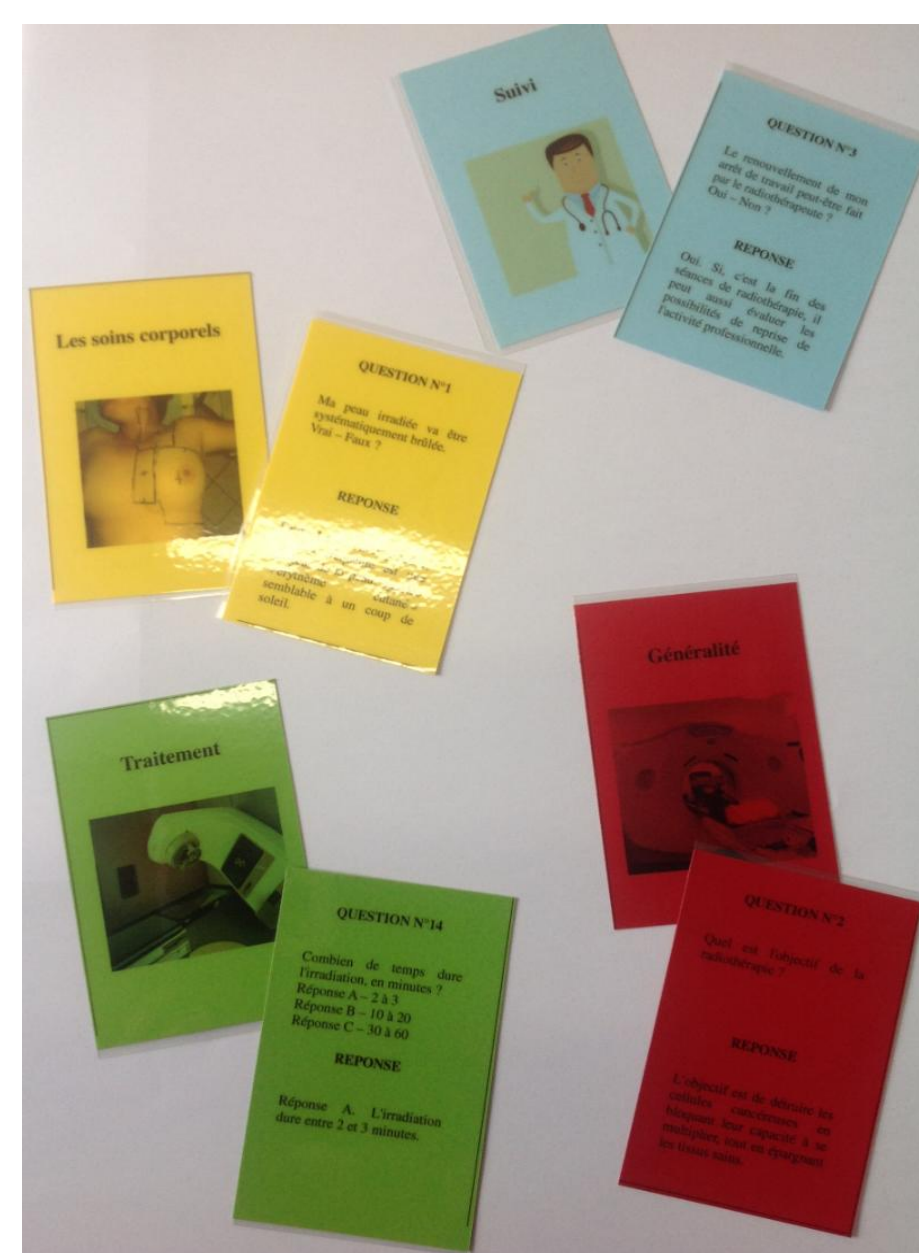 Suivi
QUESTION N°3
Le renouvellement de mon
arrêt de travail peut-être fait
par le radiothérapeute ?
Oui – Non ?
REPONSE
Oui. Si, c'est la fin des
séances de radiothérapie, il
peut aussi évaluer les
possibilités de reprise de
l'activité professionnelle.
Les soins corporels
QUESTION N°1
Ma peau irradiée va être
systématiquement brûlée.
Vrai – Faux ?
REPONSE
est
érythème cutané
semblable à un coup de
soleil.
Généralité
QUESTION N°2
Quel est l'objectif de la
radiothérapie ?
REPONSE
L'objectif est de détruire les
cellules cancéreuses en
bloquant leur capacité à se
multiplier, tout en épargnant
les tissus sains.
Traitement
QUESTION N°14
Combien de temps dure
l'irradiation, en minutes ?
Réponse A – 2 à 3
Réponse B – 10 à 20
Réponse C – 30 à 60
REPONSE
Réponse A. L'irradiation
dure entre 2 et 3 minutes.